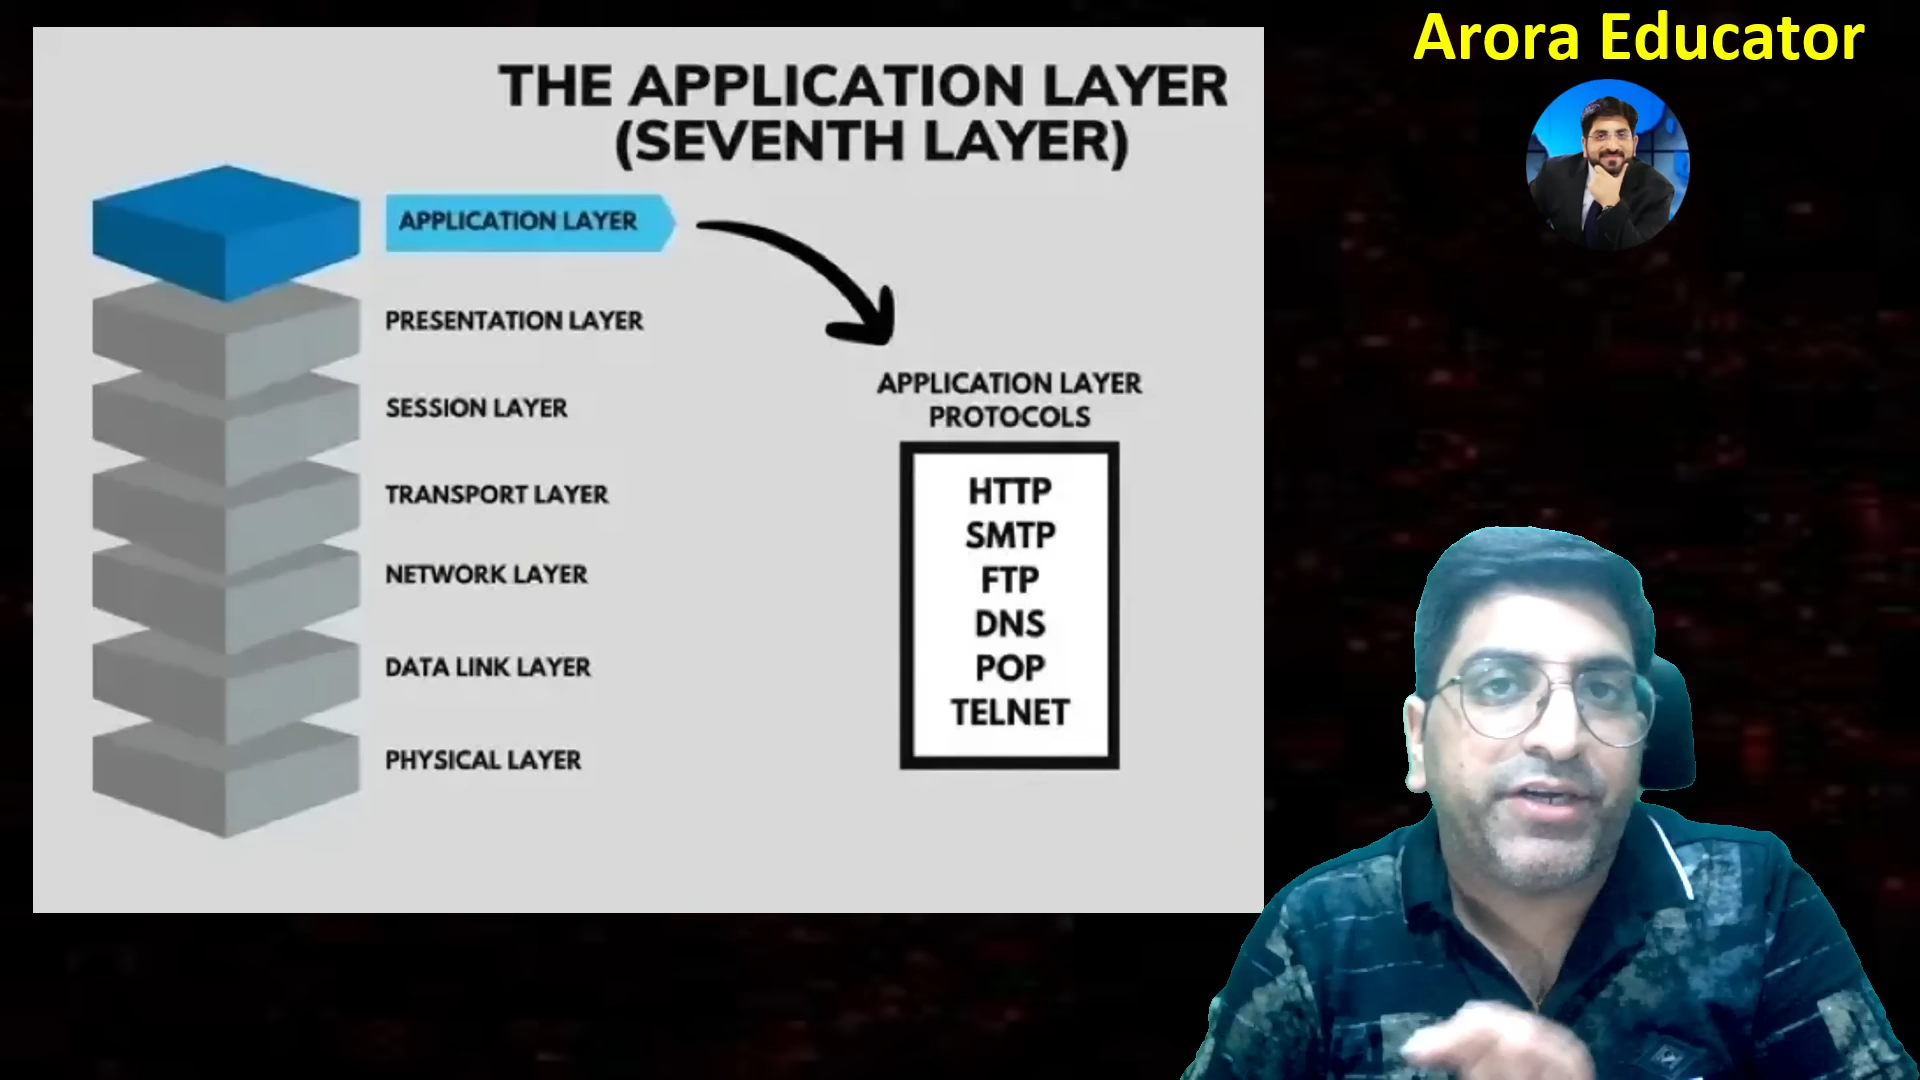 Arora Educator
THE APPLICATION LAYER
(SEVENTH LAYER)
APPLICATION LAYER
PRESENTATION LAYER
SESSION LAYER
TRANSPORT LAYER
NETWORK LAYER
DATA LINK LAYER
PHYSICAL LAYER
APPLICATION LAYER
PROTOCOLS
HTTP
SMTP
FTP
DNS
POP
TELNET